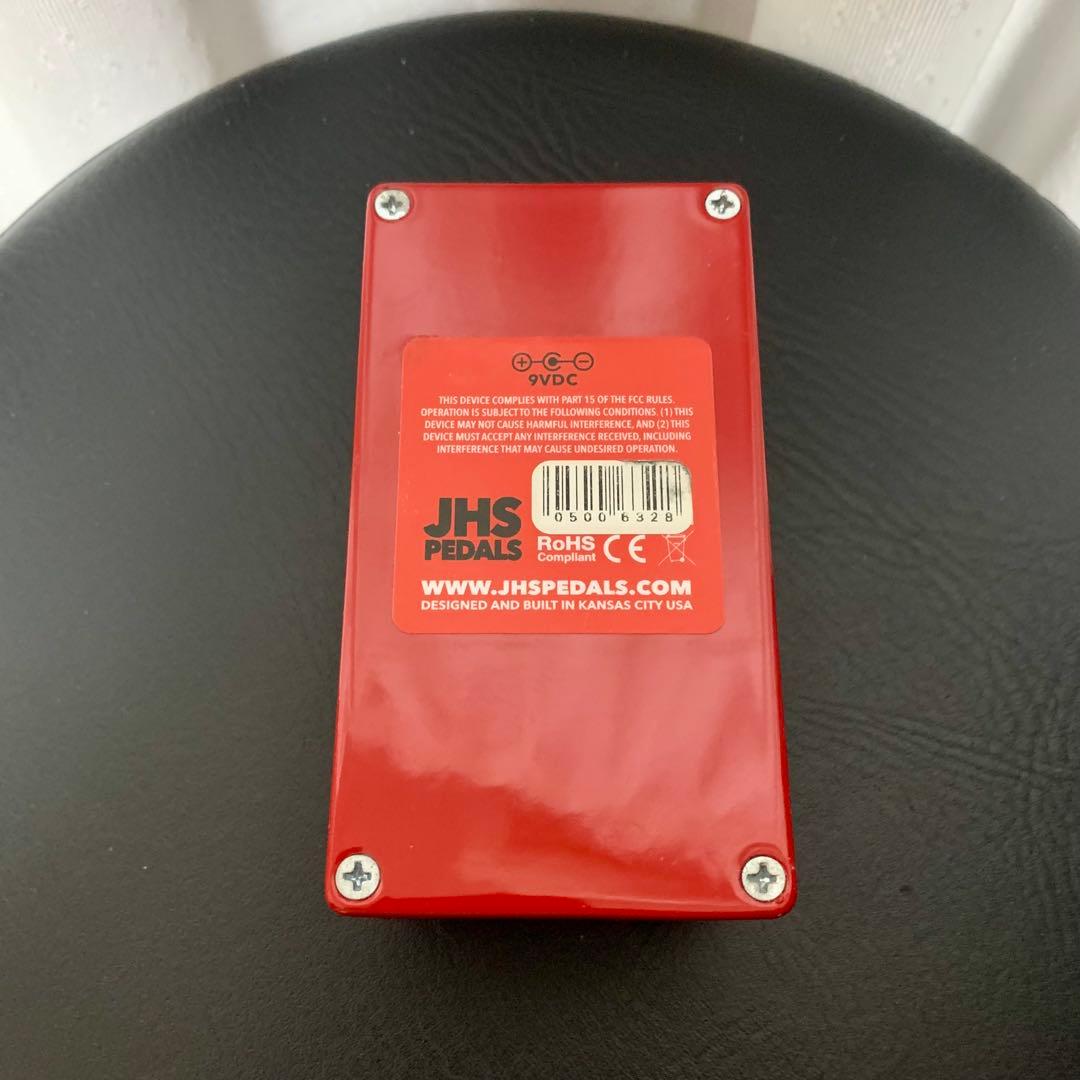 + C -
9VDC
THIS DEVICE COMPLIES WITH PART 15 OF THE FCC RULES.
OPERATION IS SUBJECT TO THE FOLLOWING CONDITIONS. (1) THIS
DEVICE MAY NOT CAUSE HARMFUL INTERFERENCE, AND (2) THIS
DEVICE MUST ACCEPT ANY INTERFERENCE RECEIVED, INCLUDING
INTERFERENCE THAT MAY CAUSE UNDESIRED OPERATION.
05006328
JHS
PEDALS
RoHS
Compliant
CE
WWW.JHSPEDALS.COM
DESIGNED AND BUILT IN KANSAS CITY USA